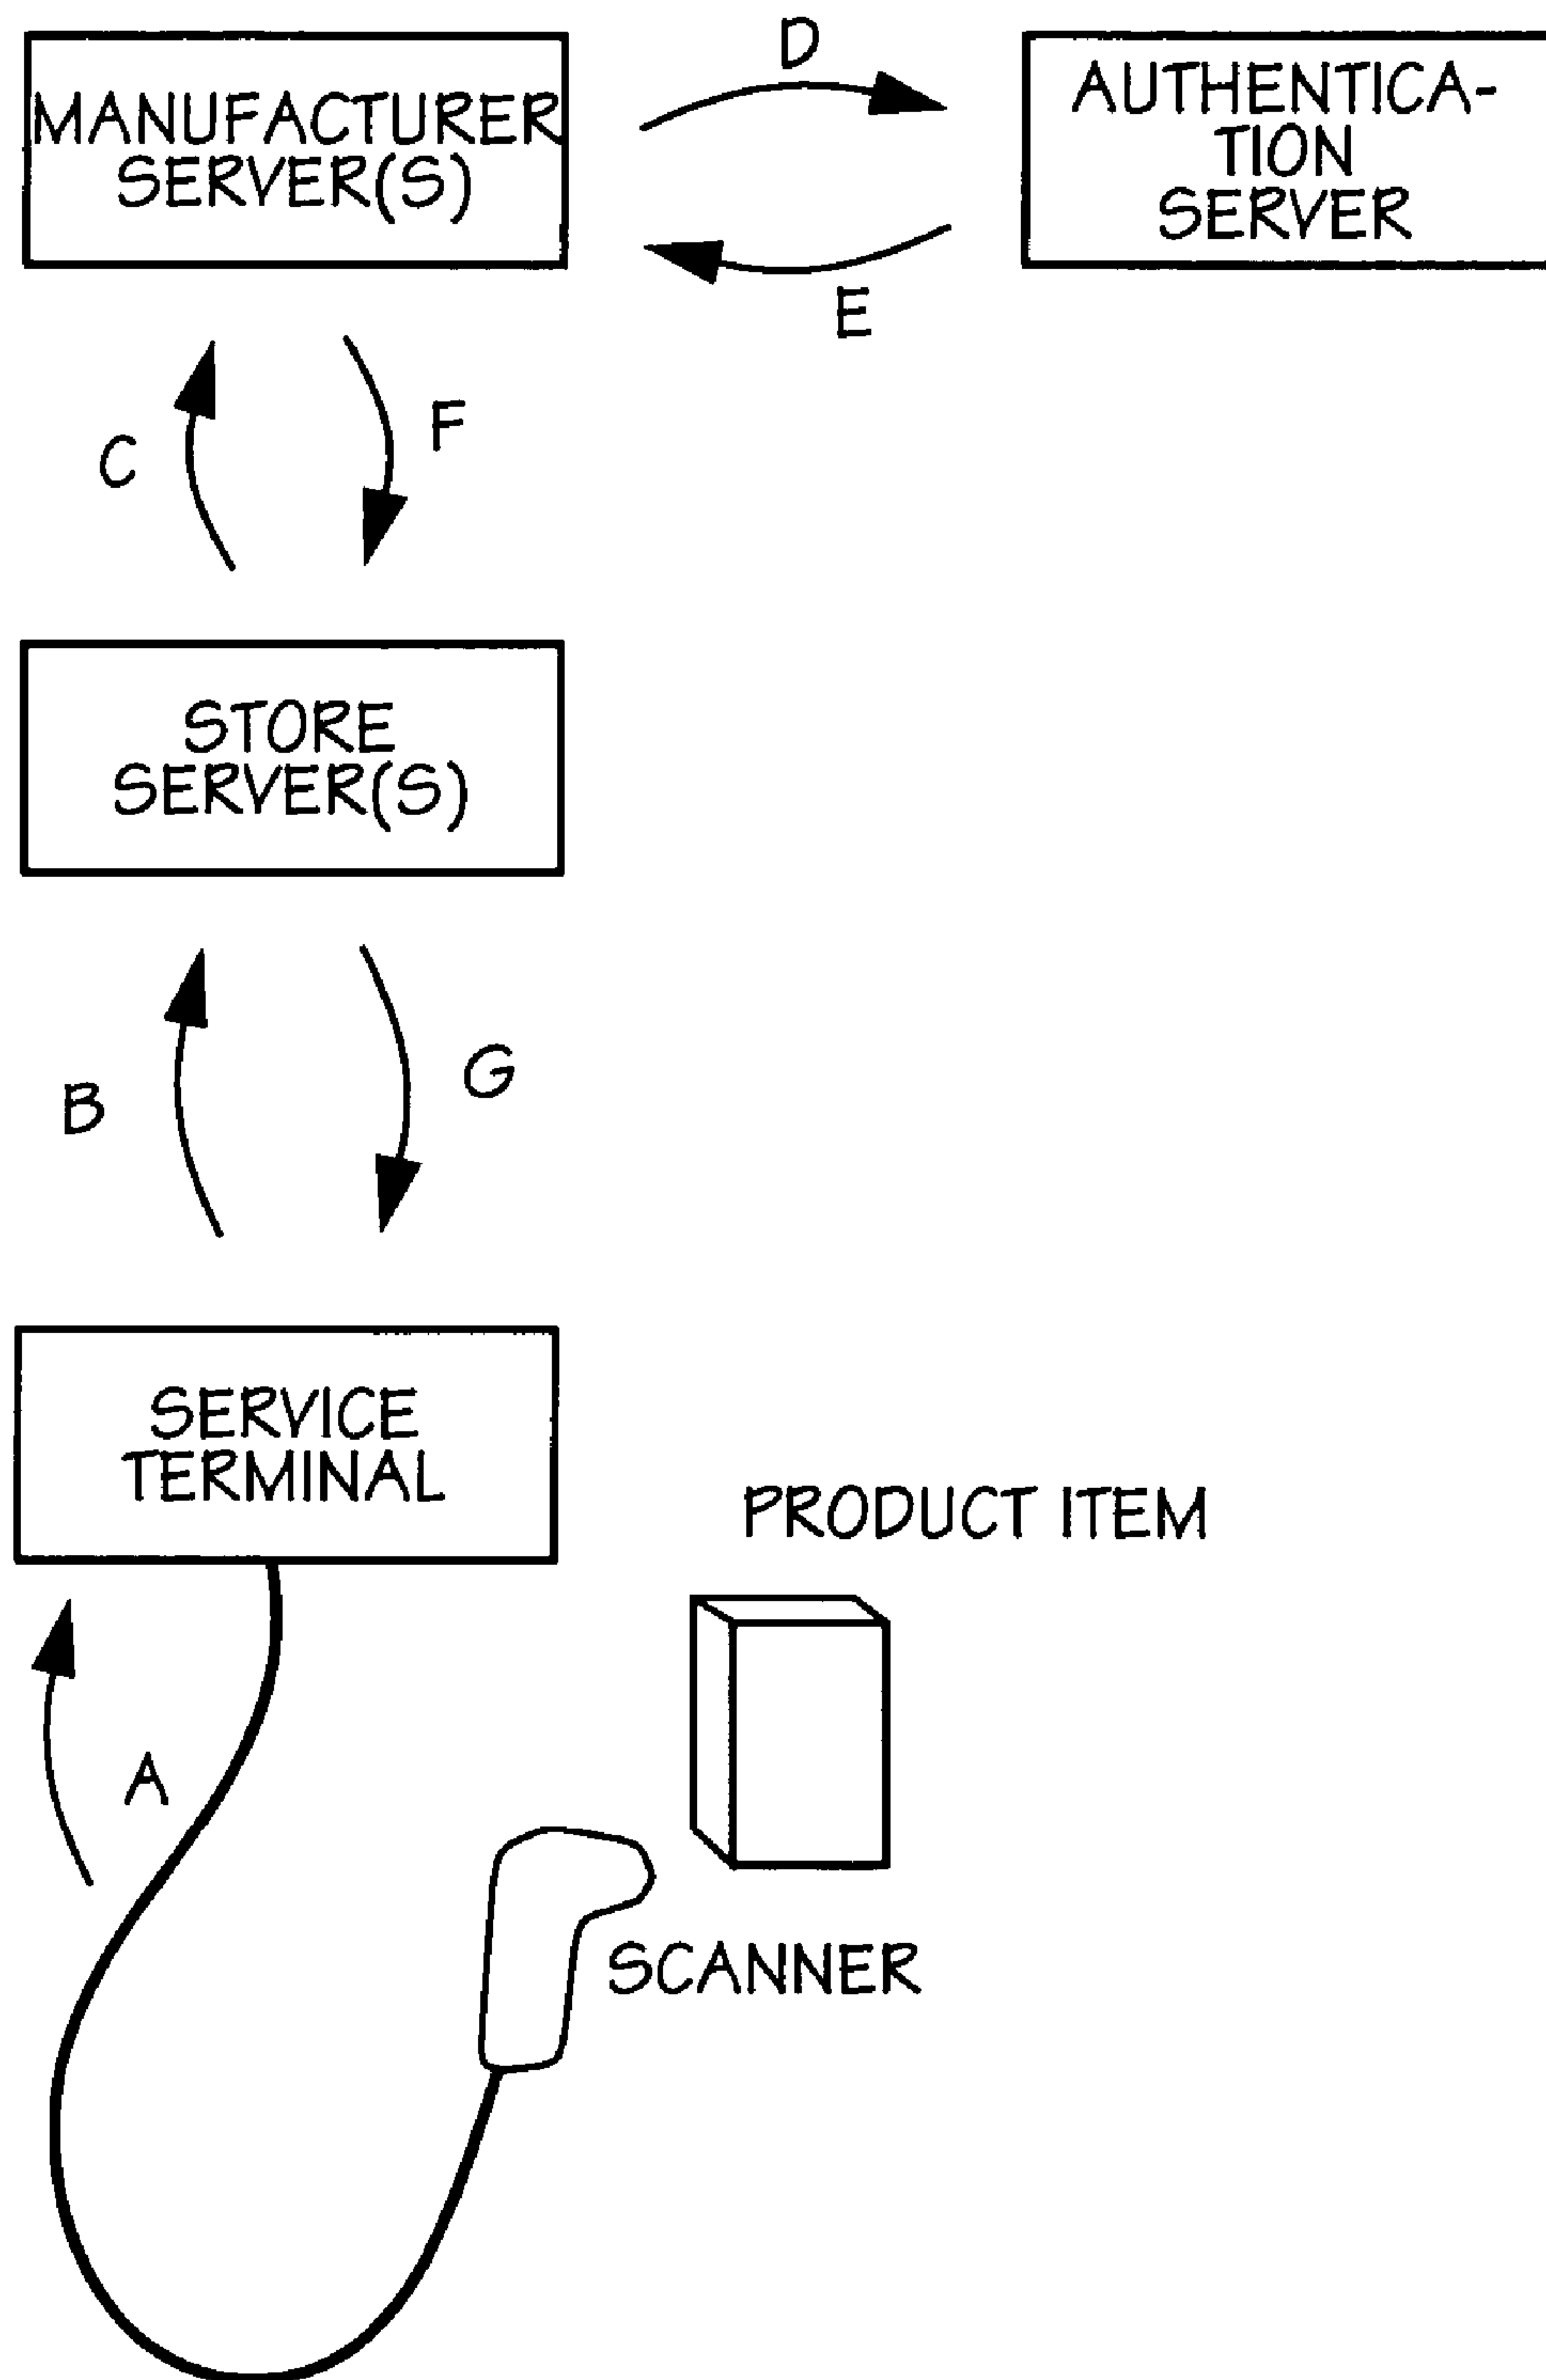 D
MANUFACTURER
SERVER(S)
AUTHENTICA-
TION
SERVER
E
C
F
STORE
SERVER(S)
B
G
SERVICE
TERMINAL
PRODUCT ITEM
A
SCANNER